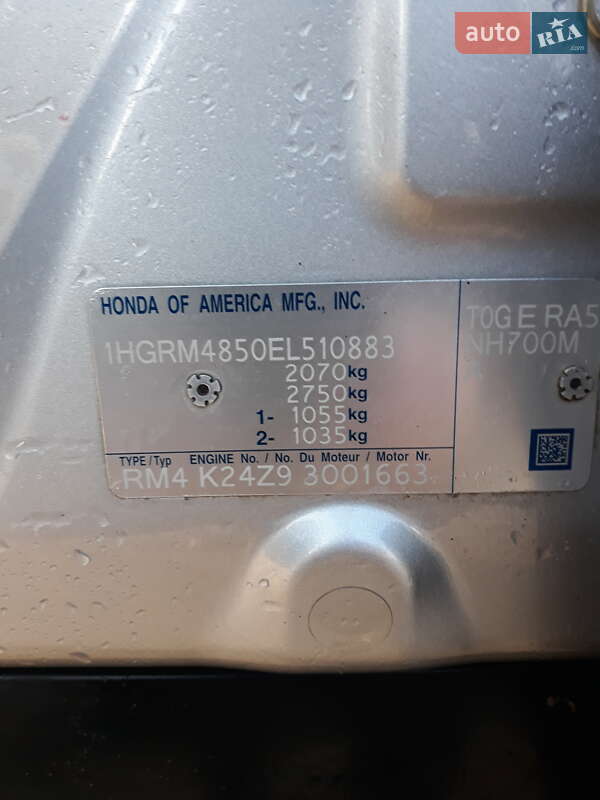 auto RIA.com
HONDA OF AMERICA MFG., INC.
1HGRM4850EL510883
2070kg
2750kg
1- 1055kg
2- 1035kg
TYPE/Typ ENGINE No. / No. Du Moteur / Motor Nr.
RM4 K24Z9 3001663
T0G E RA5
NH700M